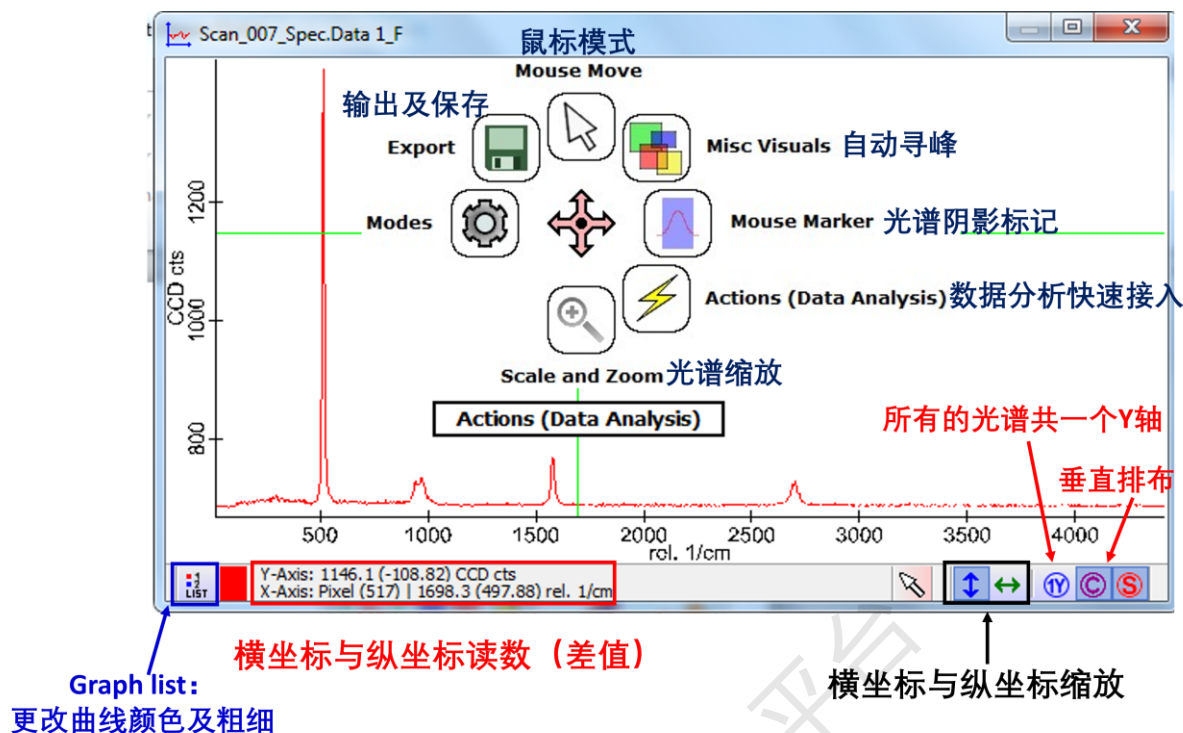 Scan_007_Spec.Data 1_F
鼠标模式
Mouse Move
输出及保存
Export
Misc Visuals 自动寻峰
Modes
Mouse Marker 光谱阴影标记
Actions (Data Analysis) 数据分析快速接入
Scale and Zoom 光谱缩放
Actions (Data Analysis)
所有的光谱共一个Y轴
垂直排布
CCD cts
1200
1000
800
500 1000 1500 2000 2500 3000 3500 4000
rel. 1/cm
1
2
LIST
Y-Axis: 1146.1 (-108.82) CCD cts
X-Axis: Pixel (517) | 1698.3 (497.88) rel. 1/cm
1Y C S
横坐标与纵坐标读数（差值）
横坐标与纵坐标缩放
Graph list：
更改曲线颜色及粗细
平台